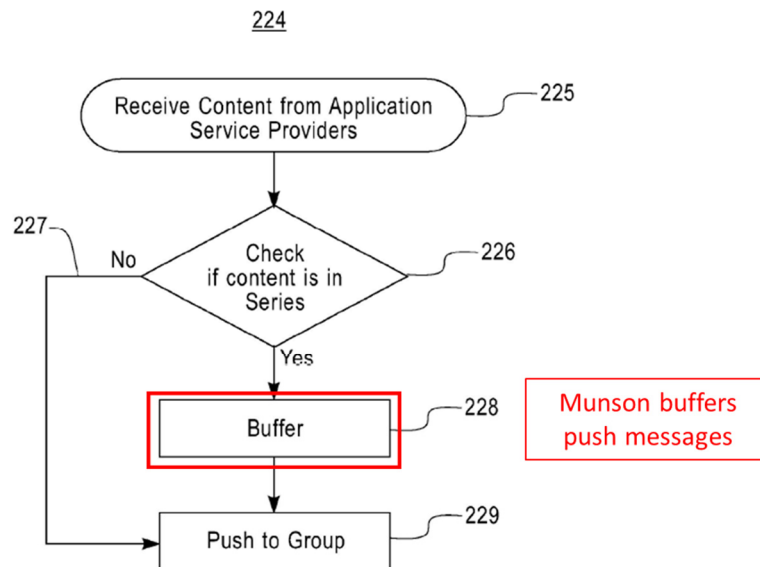 224
Receive Content from Application
Service Providers
225
227
No
Check
if content is in
Series
226
Yes
Buffer
228
Munson buffers
push messages
Push to Group
229